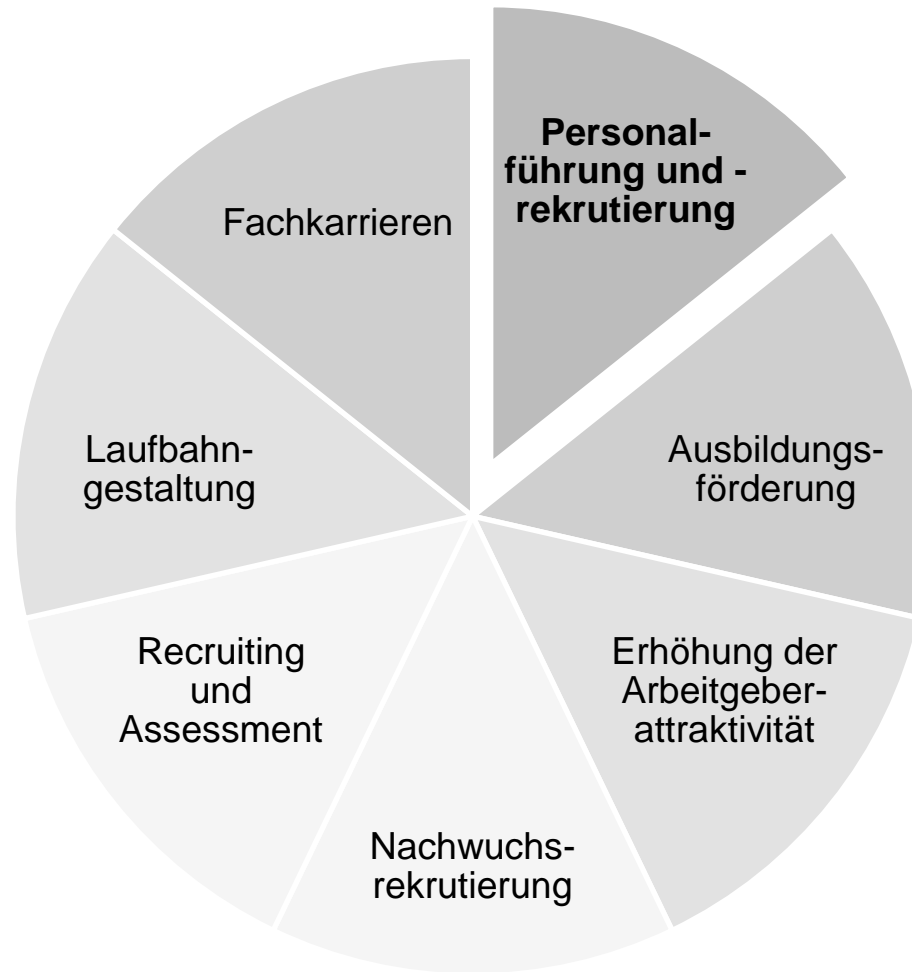 Personal-
führung und -
rekrutierung
Ausbildungs-
förderung
Erhöhung der
Arbeitgeber-
attraktivität
Nachwuchs-
rekrutierung
Recruiting
und
Assessment
Laufbahn-
gestaltung
Fachkarrieren